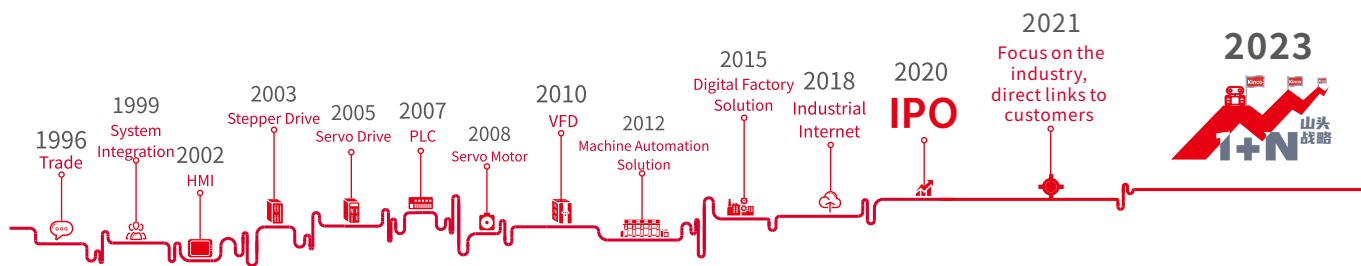 1996
Trade
1999
System
Integration
2002
HMI
2003
Stepper Drive
2005
Servo Drive
2007
PLC
2008
Servo Motor
2010
VFD
2012
Machine Automation
Solution
2015
Digital Factory
Solution
2018
Industrial
Internet
2020
IPO
2021
Focus on the
industry,
direct links to
customers
2023
Kinco
Kinco
Kinco
1+N
山头
战略